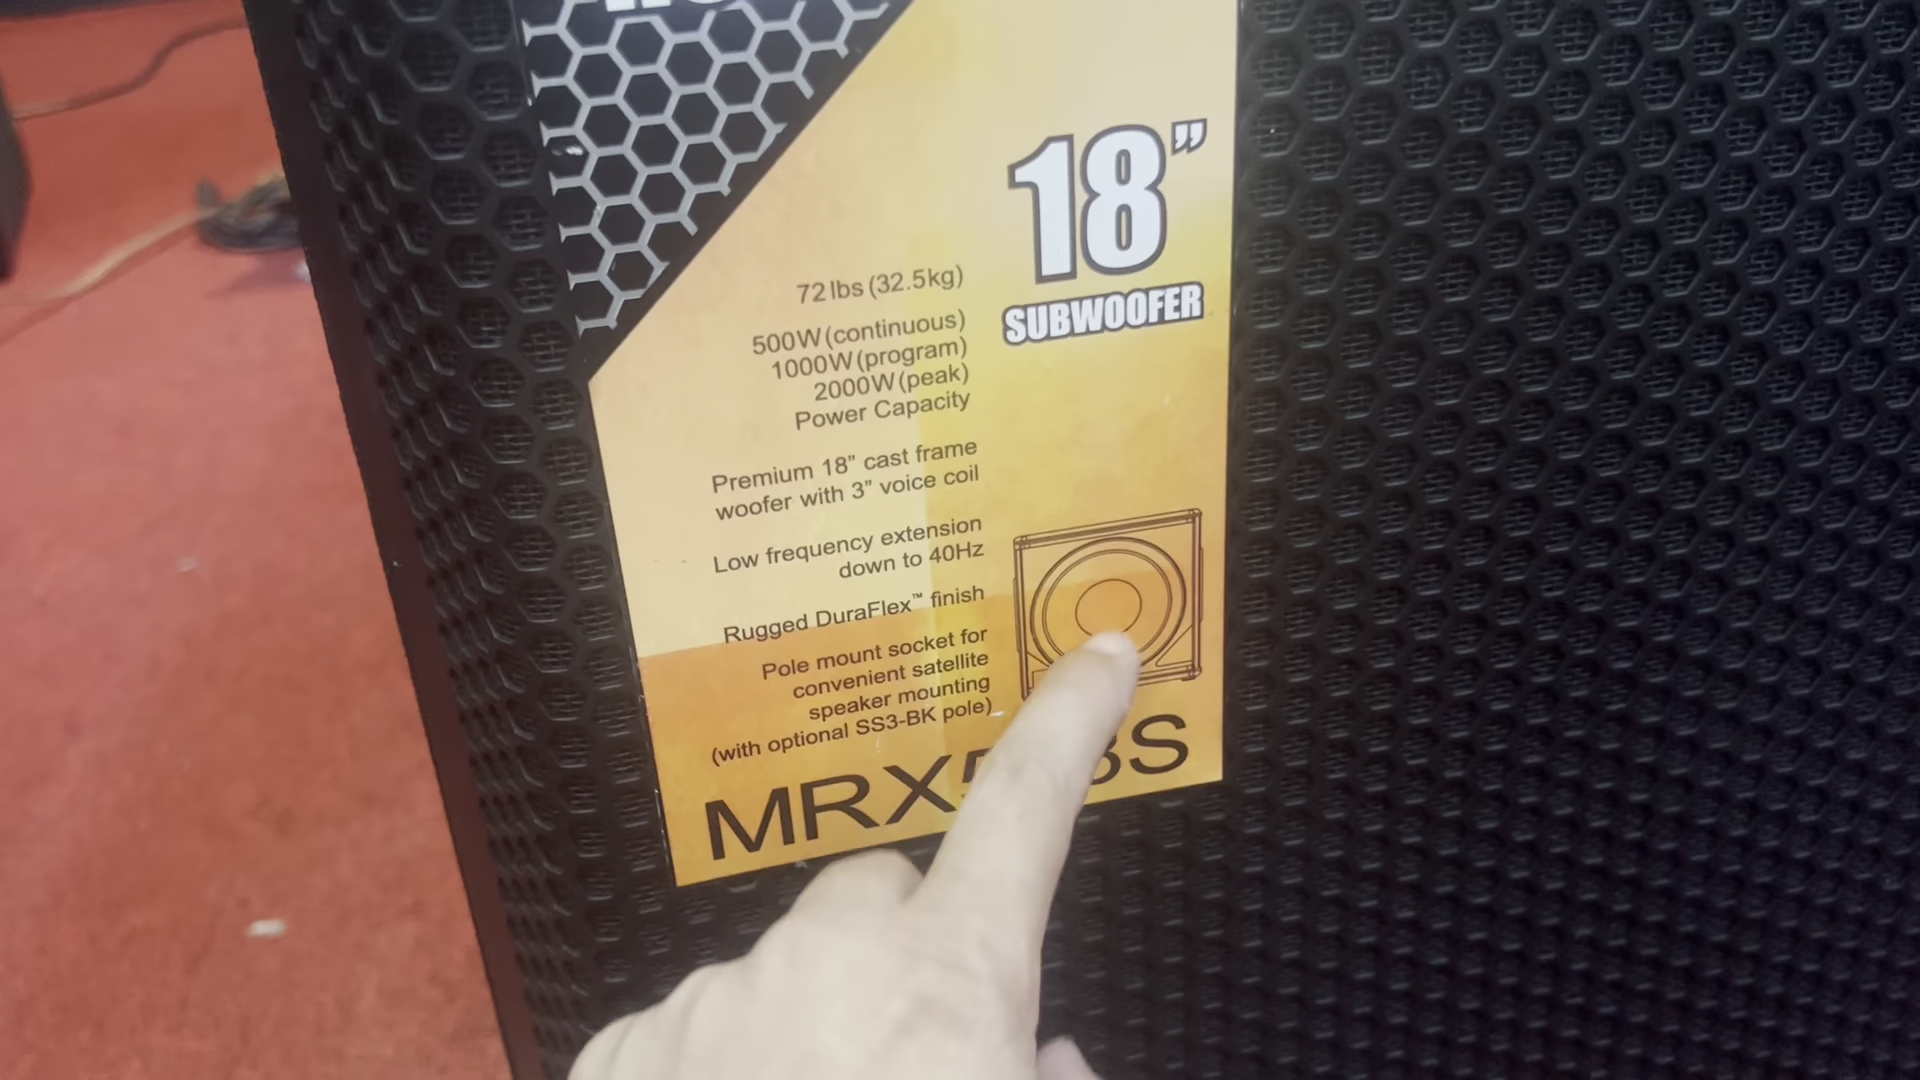 18”
SUBWOOFER
72 lbs (32.5kg)
500W (continuous)
1000W (program)
2000W (peak)
Power Capacity
Premium 18” cast frame
woofer with 3” voice coil
Low frequency extension
down to 40Hz
Rugged DuraFlex™ finish
Pole mount socket for
convenient satellite
speaker mounting
(with optional SS3-BK pole)